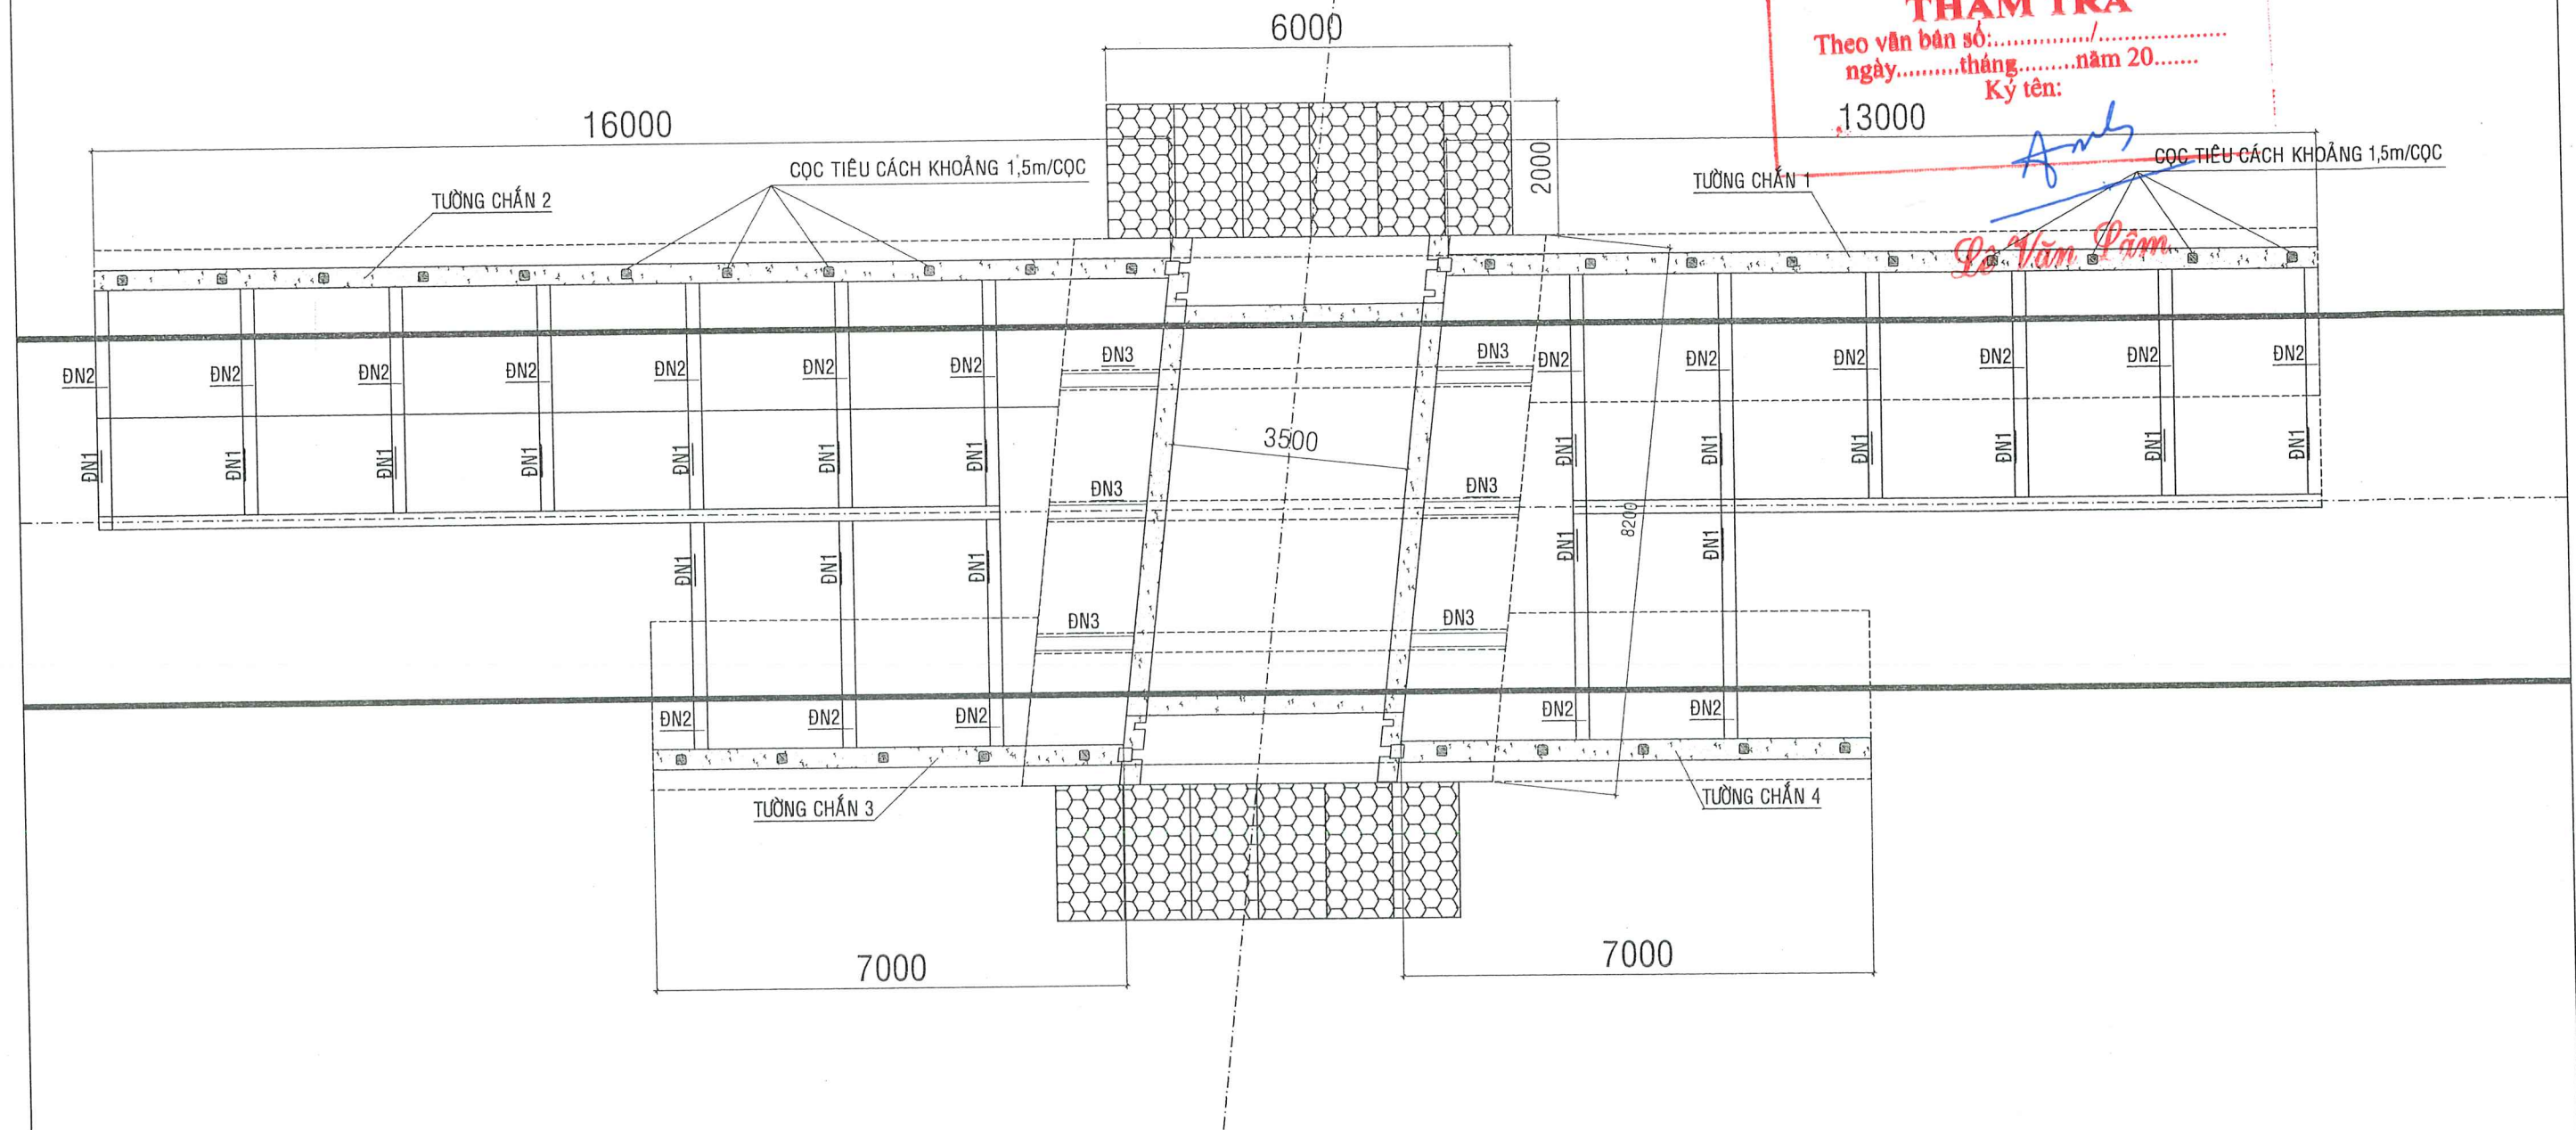 THẨM TRA
Theo văn bản số:.............../....................
ngày..........tháng.........năm 20.......
Ký tên:
Lê Văn Lâm
6000
16000
13000
2000
CỌC TIÊU CÁCH KHOẢNG 1,5m/CỌC
CỌC TIÊU CÁCH KHOẢNG 1,5m/CỌC
TƯỜNG CHẮN 2
TƯỜNG CHẮN 1
ĐN2
ĐN2
ĐN2
ĐN2
ĐN2
ĐN2
ĐN2
ĐN3
ĐN3
ĐN2
ĐN2
ĐN2
ĐN2
ĐN2
ĐN2
ĐN1
ĐN1
ĐN1
ĐN1
ĐN1
ĐN1
ĐN1
3500
ĐN1
ĐN1
ĐN1
ĐN1
ĐN1
ĐN1
ĐN3
ĐN3
8200
ĐN1
ĐN1
ĐN1
ĐN1
ĐN1
ĐN3
ĐN3
ĐN2
ĐN2
ĐN2
ĐN2
ĐN2
TƯỜNG CHẮN 3
TƯỜNG CHẮN 4
7000
7000